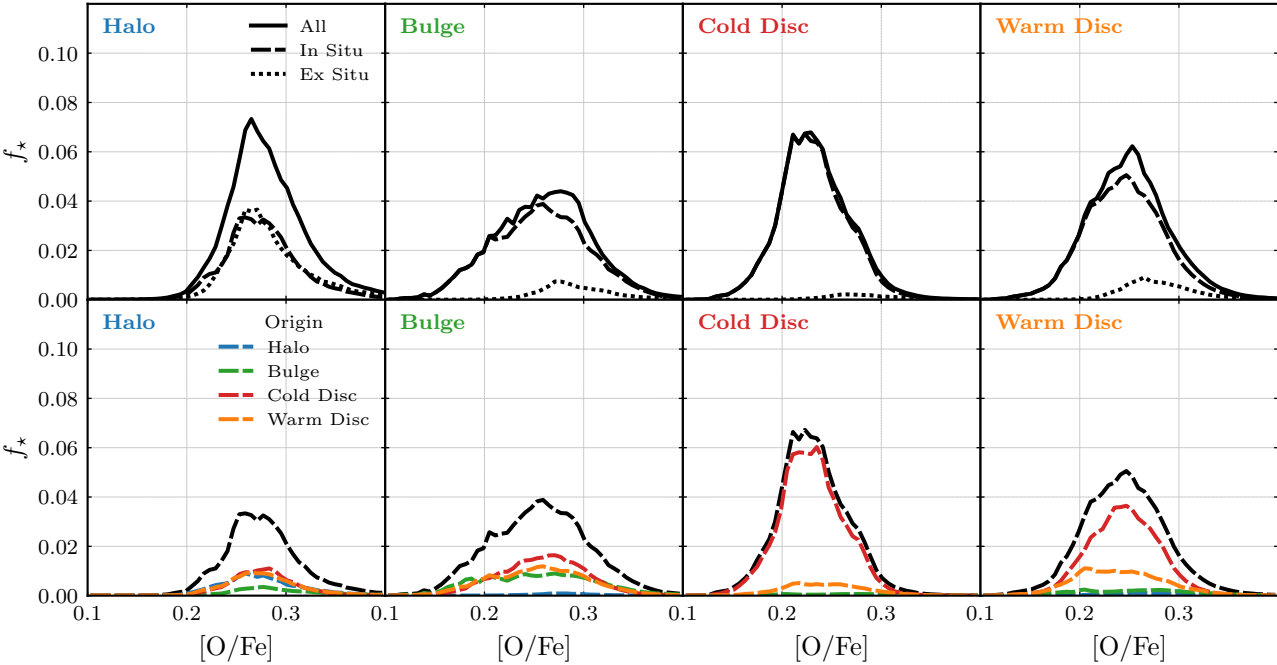 Halo
All
In Situ
Ex Situ
Bulge
Cold Disc
Warm Disc
0.10
0.08
0.06
0.04
0.02
0.00
f⋆
Halo
Origin
Halo
Bulge
Cold Disc
Warm Disc
Bulge
Cold Disc
Warm Disc
0.10
0.08
0.06
0.04
0.02
0.00
f⋆
0.1 0.2 0.3 0.1 0.2 0.3 0.1 0.2 0.3 0.1 0.2 0.3
[O/Fe] [O/Fe] [O/Fe] [O/Fe]